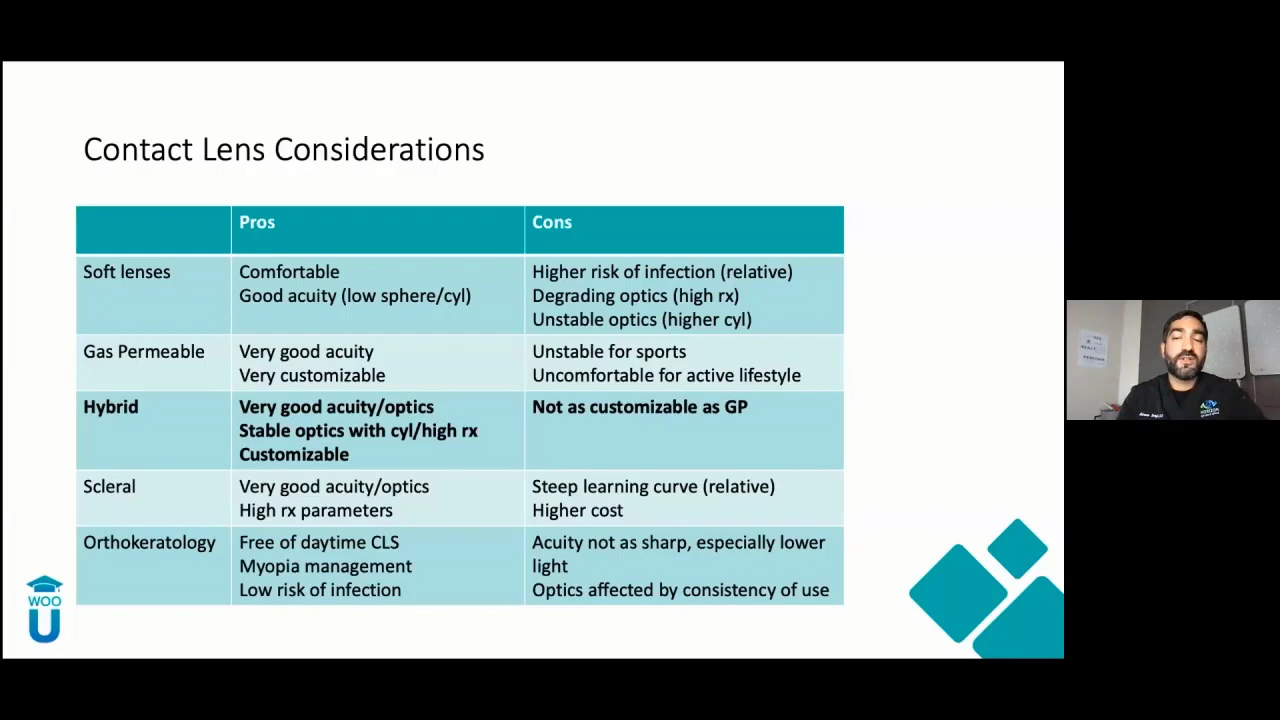 Contact Lens Considerations
Pros
Cons
Soft lenses
Comfortable
Good acuity (low sphere/cyl)
Higher risk of infection (relative)
Degrading optics (high rx)
Unstable optics (higher cyl)
Gas Permeable
Very good acuity
Very customizable
Unstable for sports
Uncomfortable for active lifestyle
Hybrid
Very good acuity/optics
Stable optics with cyl/high rx
Customizable
Not as customizable as GP
Scleral
Very good acuity/optics
High rx parameters
Steep learning curve (relative)
Higher cost
Orthokeratology
Free of daytime CLS
Myopia management
Low risk of infection
Acuity not as sharp, especially lower
light
Optics affected by consistency of use
WOO
U